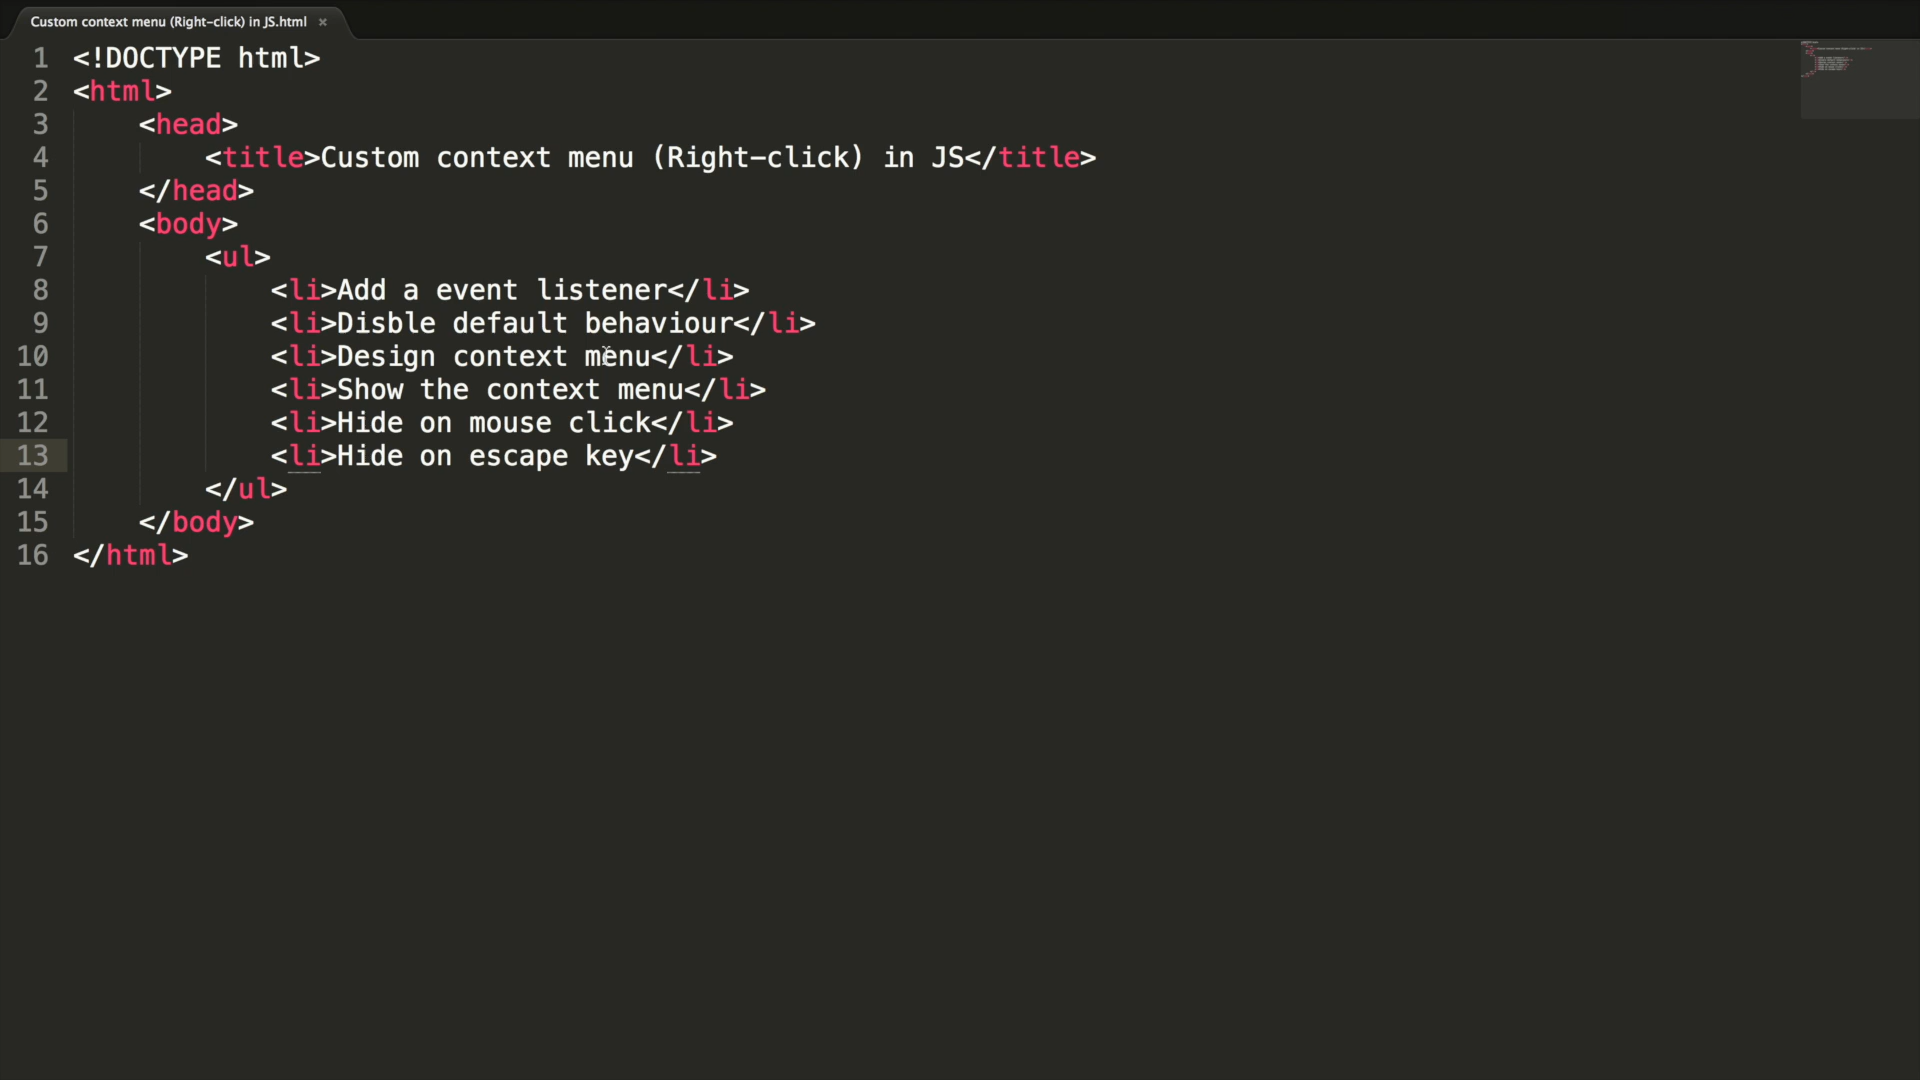 Custom context menu (Right-click) in JS.html ×
1 <!DOCTYPE html>
2 <html>
3 <head>
4 <title>Custom context menu (Right-click) in JS</title>
5 </head>
6 <body>
7 <ul>
8 <li>Add a event listener</li>
9 <li>Disble default behaviour</li>
10 <li>Design context menu</li>
11 <li>Show the context menu</li>
12 <li>Hide on mouse click</li>
13 <li>Hide on escape key</li>
14 </ul>
15 </body>
16 </html>